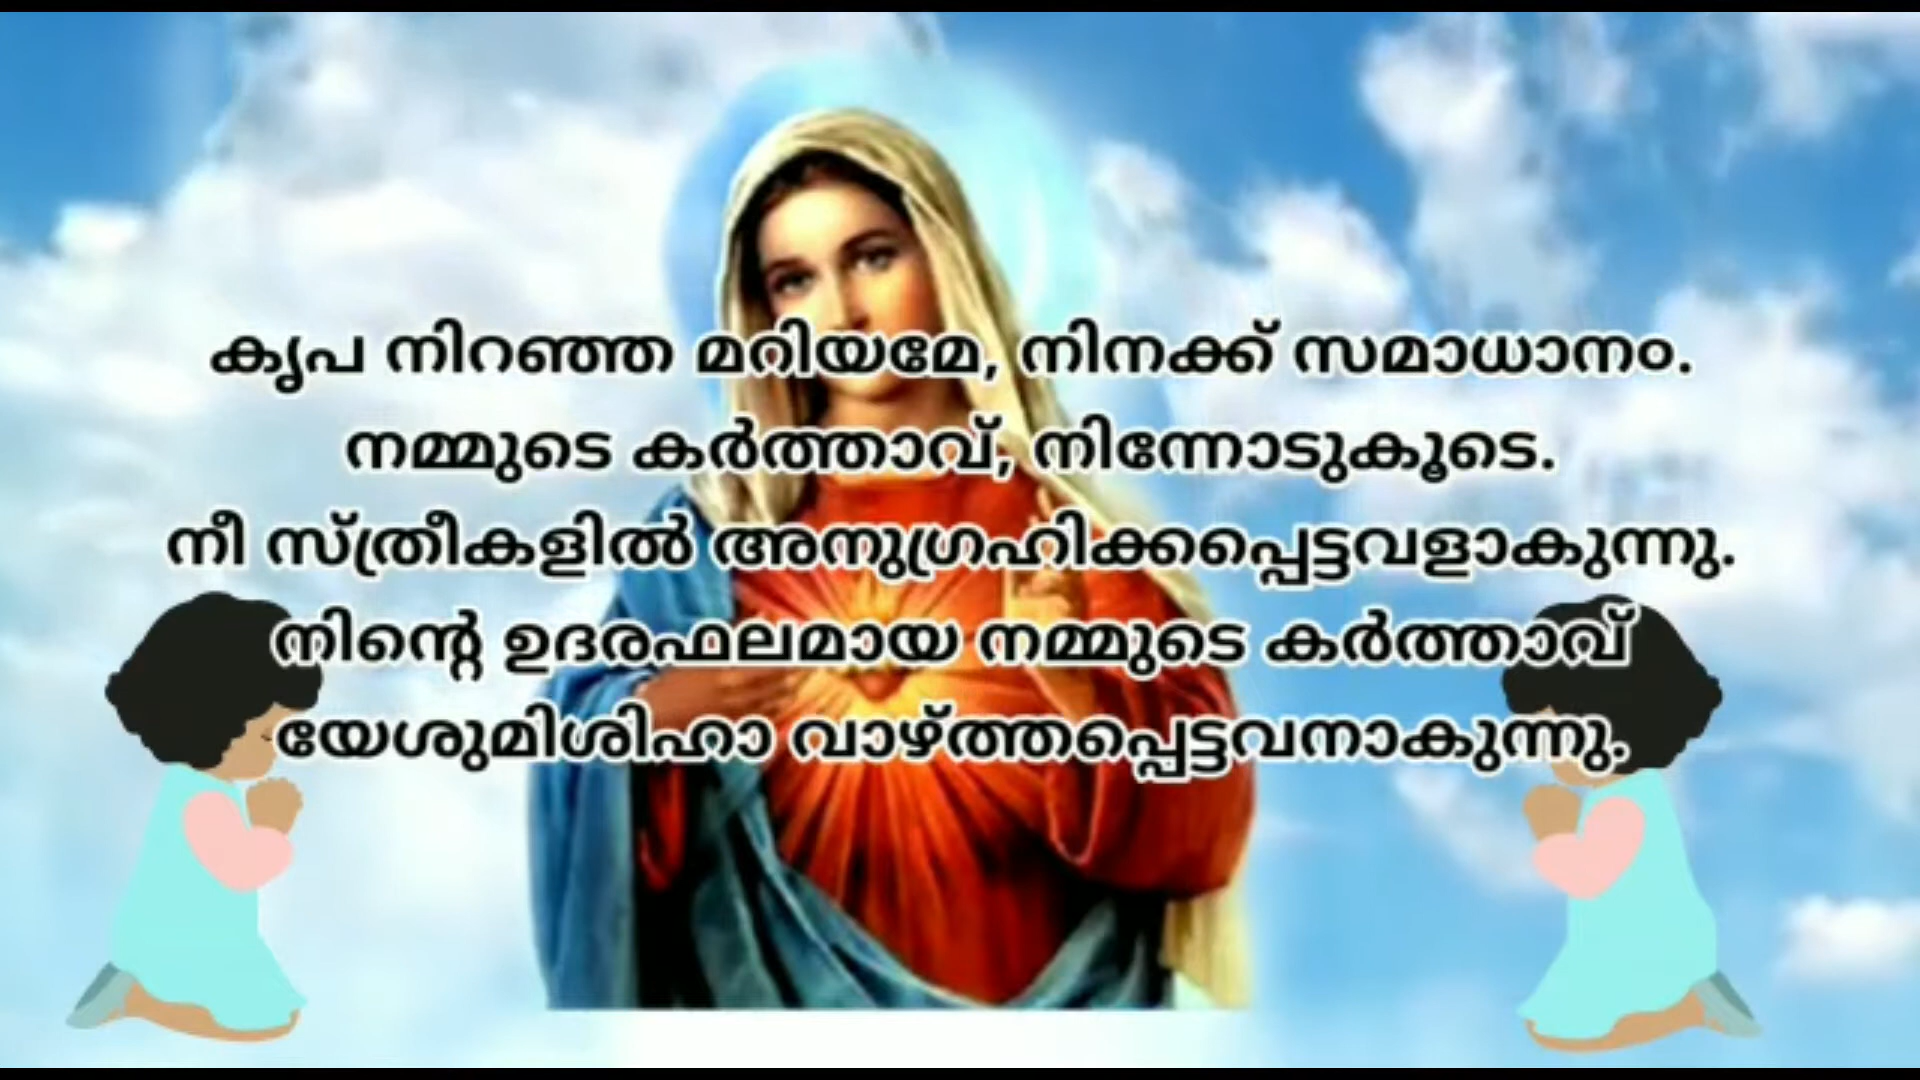 കൃപ നിറഞ്ഞ മറിയമേ, നിനക്ക് സമാധാനം.
നമ്മുടെ കർത്താവ്, നിന്നോടുകൂടെ.
നീ സ്ത്രീകളിൽ അനുഗ്രഹിക്കപ്പെട്ടവളാകുന്നു.
നിന്റെ ഉദരഫലമായ നമ്മുടെ കർത്താവ്
യേശുമിശിഹാ വാഴ്ത്തപ്പെട്ടവനാകുന്നു.